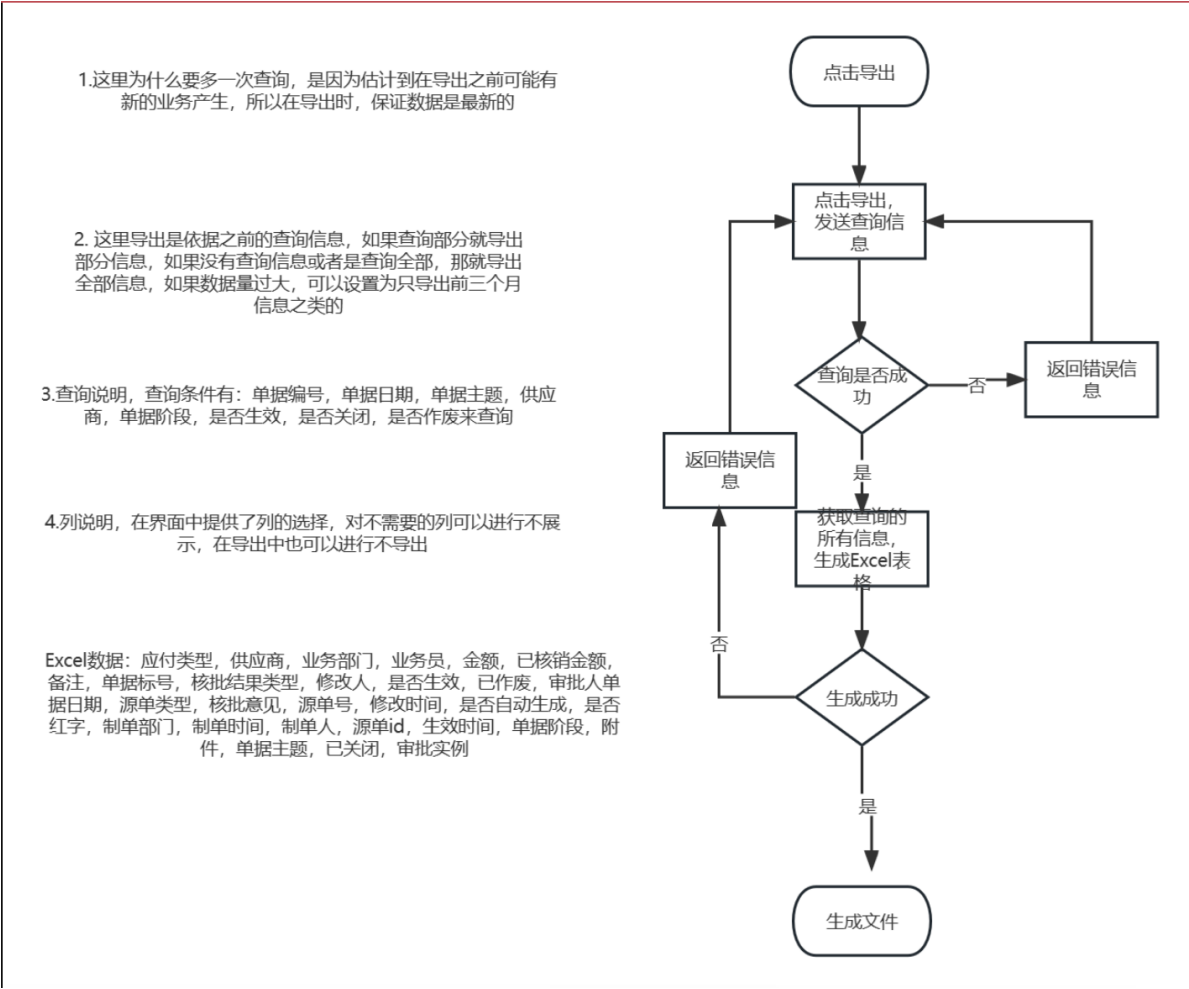 1.这里为什么要多一次查询，是因为估计到在导出之前可能有
新的业务产生，所以在导出时，保证数据是最新的
2. 这里导出是依据之前的查询信息，如果查询部分就导出
部分信息，如果没有查询信息或者是查询全部，那就导出
全部信息，如果数据量过大，可以设置为只导出前三个月
信息之类的
3.查询说明，查询条件有：单据编号，单据日期，单据主题，供应
商，单据阶段，是否生效，是否关闭，是否作废来查询
4.列说明，在界面中提供了列的选择，对不需要的列可以进行不展
示，在导出中也可以进行不导出
Excel数据：应付类型，供应商，业务部门，业务员，金额，已核销金额，
备注，单据标号，核批结果类型，修改人，是否生效，已作废，审批人单
据日期，源单类型，核批意见，源单号，修改时间，是否自动生成，是否
红字，制单部门，制单时间，制单人，源单id，生效时间，单据阶段，附
件，单据主题，已关闭，审批实例
点击导出
点击导出，
发送查询信
息
查询是否成
功
否
返回错误信
息
是
获取查询的
所有信息，
生成Excel表
格
返回错误信
息
否
生成成功
是
生成文件